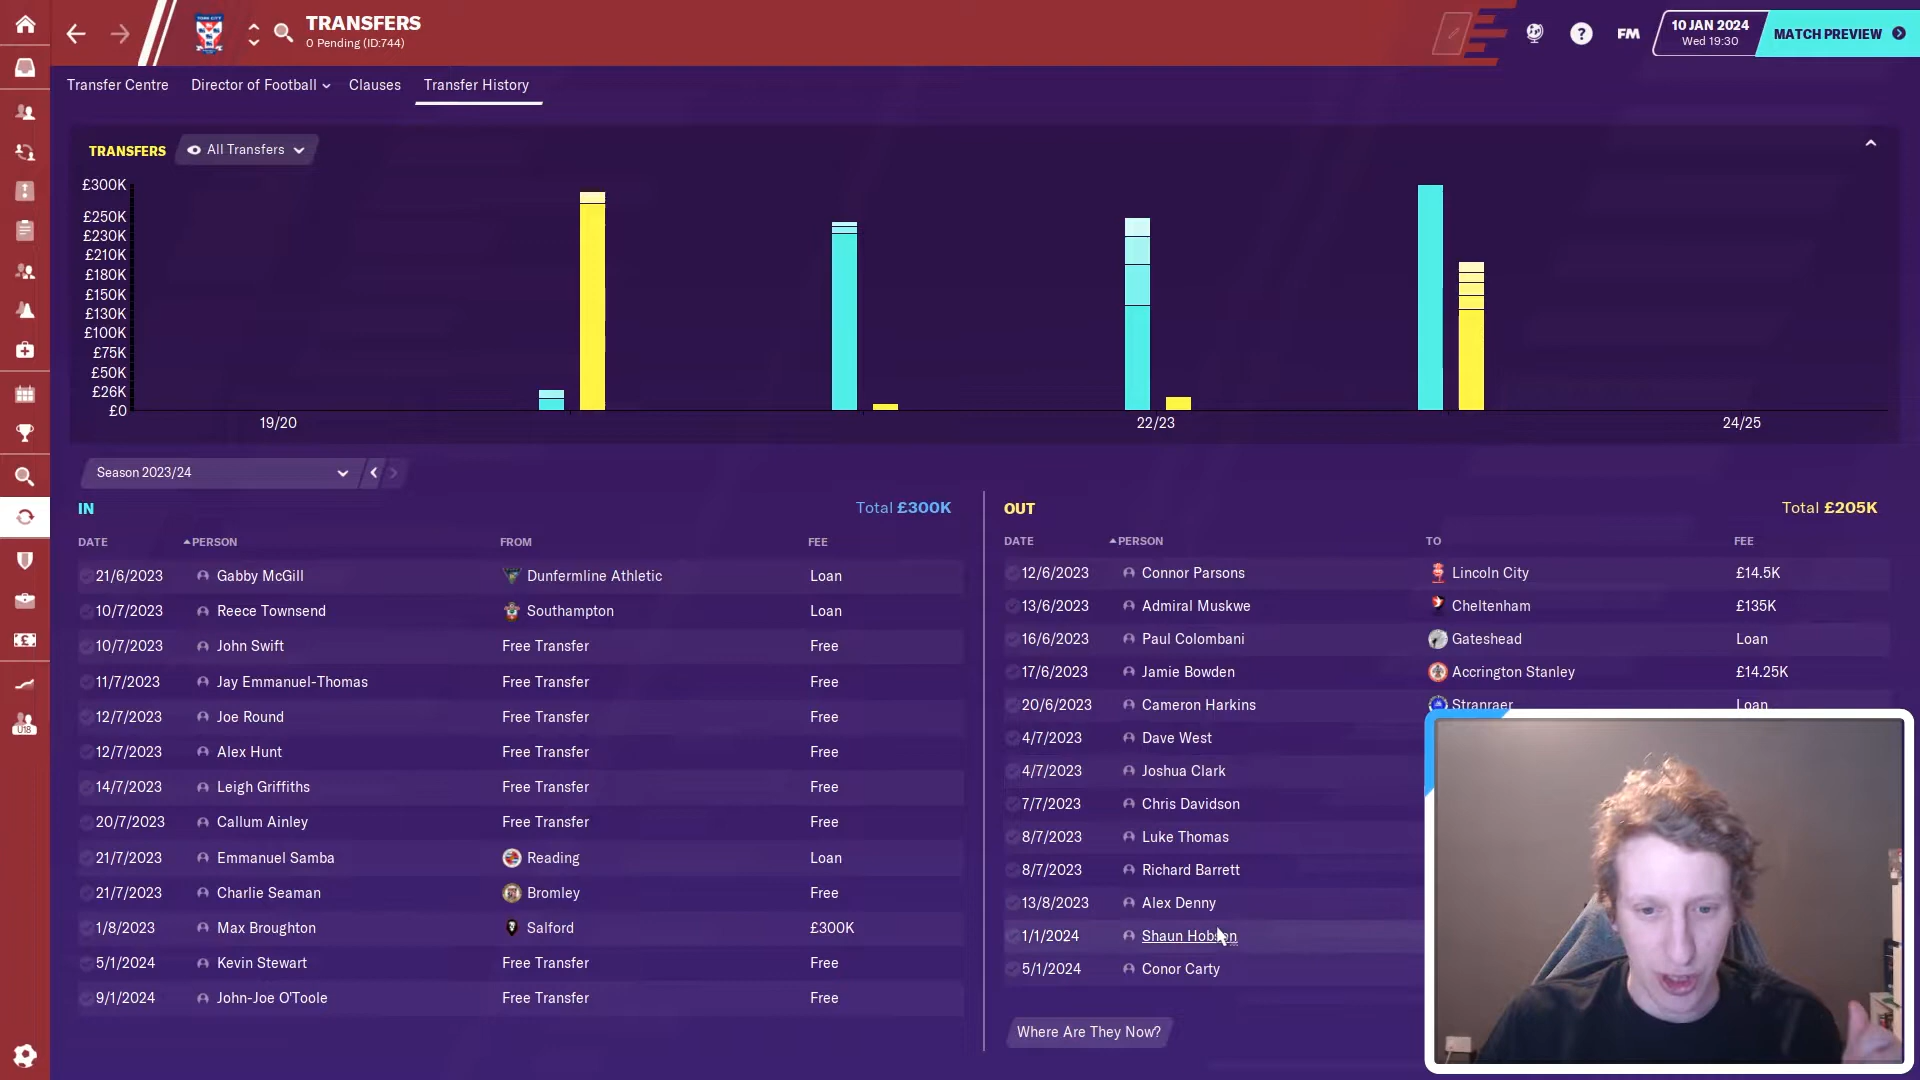 TRANSFERS
0 Pending (ID:744)
FM
10 JAN 2024
Wed 19:30
MATCH PREVIEW
Transfer Centre Director of Football Clauses Transfer History
TRANSFERS All Transfers
£300K
£250K
£230K
£210K
£180K
£150K
£130K
£100K
£75K
£50K
£26K
£0
19/20 22/23 24/25
Season 2023/24
IN Total £300K
DATE PERSON FROM FEE
21/6/2023 Gabby McGill Dunfermline Athletic Loan
10/7/2023 Reece Townsend Southampton Loan
10/7/2023 John Swift Free Transfer Free
11/7/2023 Jay Emmanuel-Thomas Free Transfer Free
12/7/2023 Joe Round Free Transfer Free
12/7/2023 Alex Hunt Free Transfer Free
14/7/2023 Leigh Griffiths Free Transfer Free
20/7/2023 Callum Ainley Free Transfer Free
21/7/2023 Emmanuel Samba Reading Loan
21/7/2023 Charlie Seaman Bromley Free
1/8/2023 Max Broughton Salford £300K
5/1/2024 Kevin Stewart Free Transfer Free
9/1/2024 John-Joe O'Toole Free Transfer Free
OUT Total £205K
DATE PERSON TO FEE
12/6/2023 Connor Parsons Lincoln City £14.5K
13/6/2023 Admiral Muskwe Cheltenham £135K
16/6/2023 Paul Colombani Gateshead Loan
17/6/2023 Jamie Bowden Accrington Stanley £14.25K
20/6/2023 Cameron Harkins Stranraer Loan
4/7/2023 Dave West
4/7/2023 Joshua Clark
7/7/2023 Chris Davidson
8/7/2023 Luke Thomas
8/7/2023 Richard Barrett
13/8/2023 Alex Denny
1/1/2024 Shaun Hobson
5/1/2024 Conor Carty
Where Are They Now?
U18